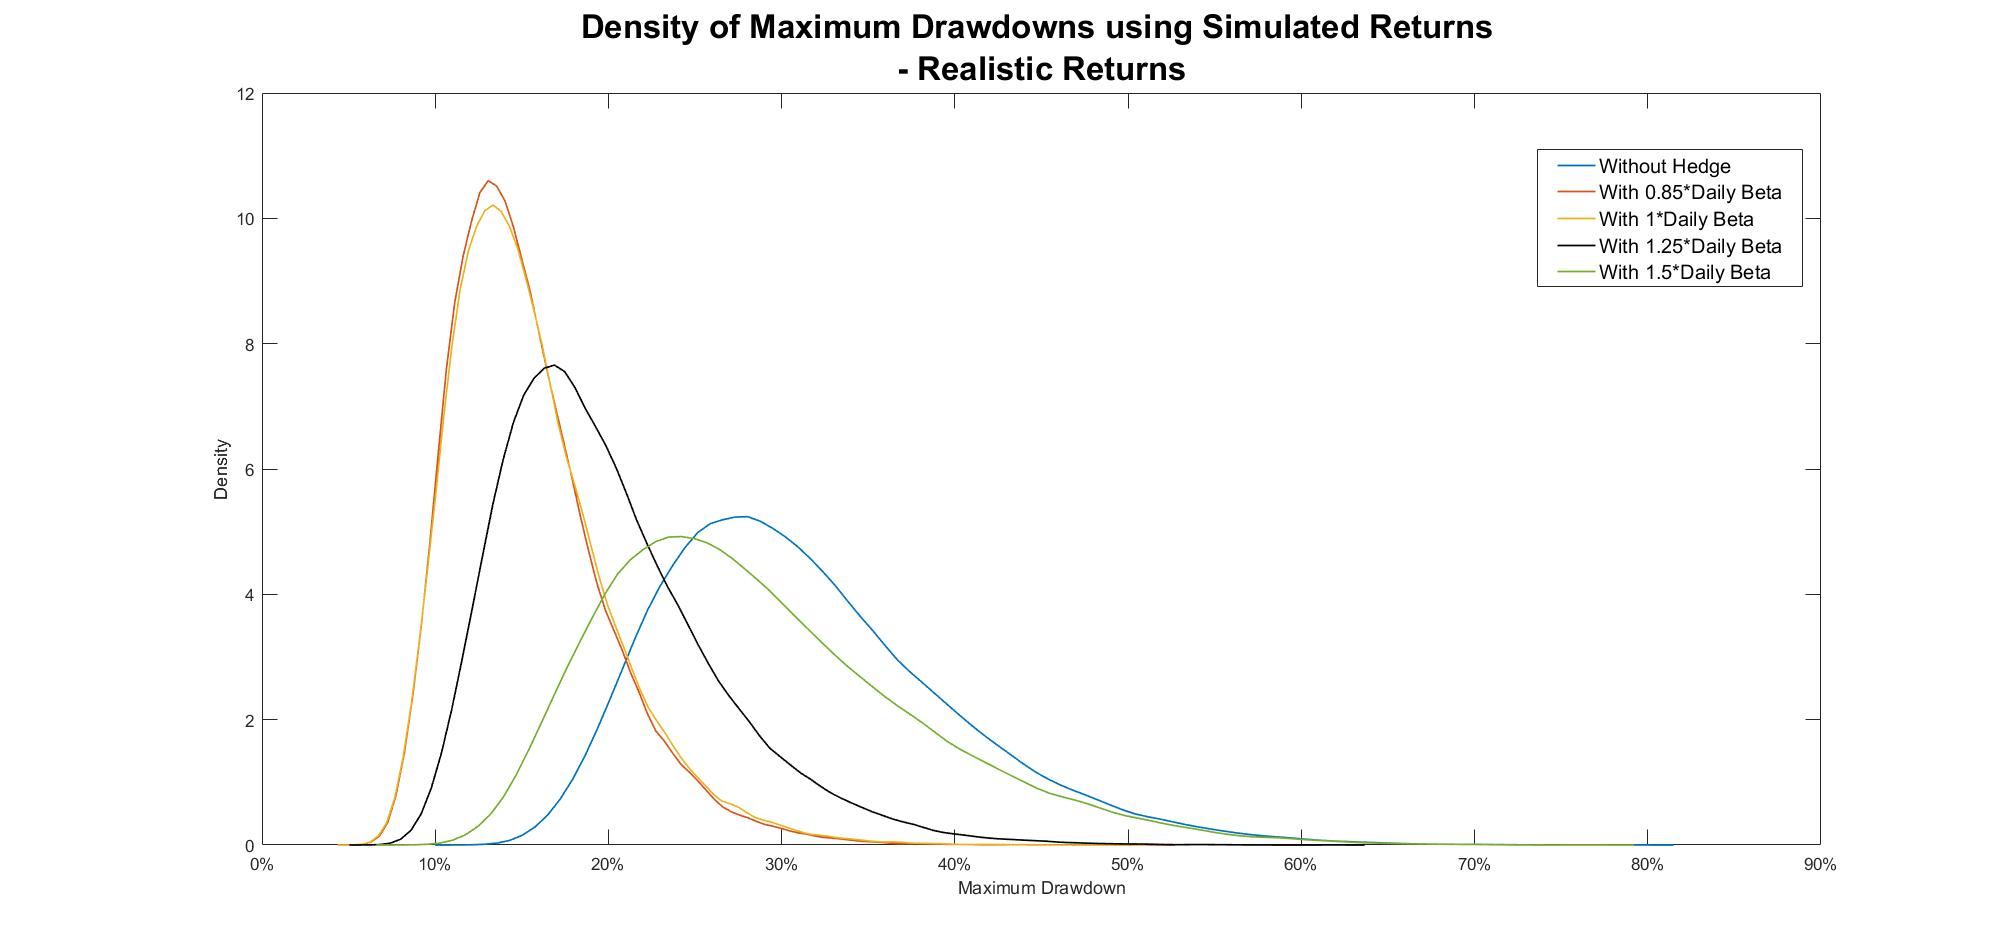 Density of Maximum Drawdowns using Simulated Returns
- Realistic Returns
12
10
8
6
4
2
0
Density
Without Hedge
With 0.85*Daily Beta
With 1*Daily Beta
With 1.25*Daily Beta
With 1.5*Daily Beta
0% 10% 20% 30% 40% 50% 60% 70% 80% 90%
Maximum Drawdown